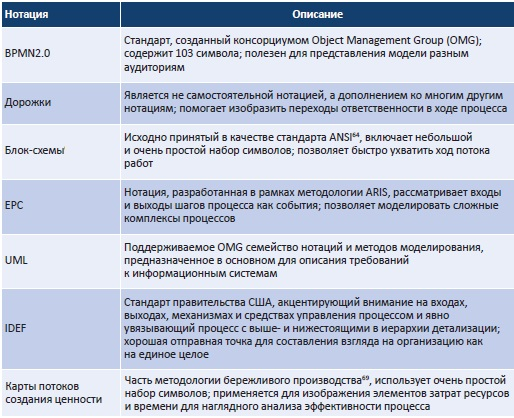 Нотация
Описание
BPMN2.0
Стандарт, созданный консорциумом Object Management Group (OMG);
содержит 103 символа; полезен для представления модели разным
аудиториям
Дорожки
Является не самостоятельной нотацией, а дополнением ко многим другим
нотациям; помогает изобразить переходы ответственности в ходе процесса
Блок-схемы
Исходно принятый в качестве стандарта ANSI⁶⁴, включает небольшой
и очень простой набор символов; позволяет быстро ухватить ход потока
работ
EPC
Нотация, разработанная в рамках методологии ARIS, рассматривает входы
и выходы шагов процесса как события; позволяет моделировать сложные
комплексы процессов
UML
Поддерживаемое OMG семейство нотаций и методов моделирования,
предназначенное в основном для описания требований
к информационным системам
IDEF
Стандарт правительства США, акцентирующий внимание на входах,
выходах, механизмах и средствах управления процессом и явно
увязывающий процесс с выше- и нижестоящими в иерархии детализации;
хорошая отправная точка для составления взгляда на организацию как
на единое целое
Карты потоков
создания ценности
Часть методологии бережливого производства⁶⁹, использует очень простой
набор символов; применяется для изображения элементов затрат ресурсов
и времени для наглядного анализа эффективности процесса